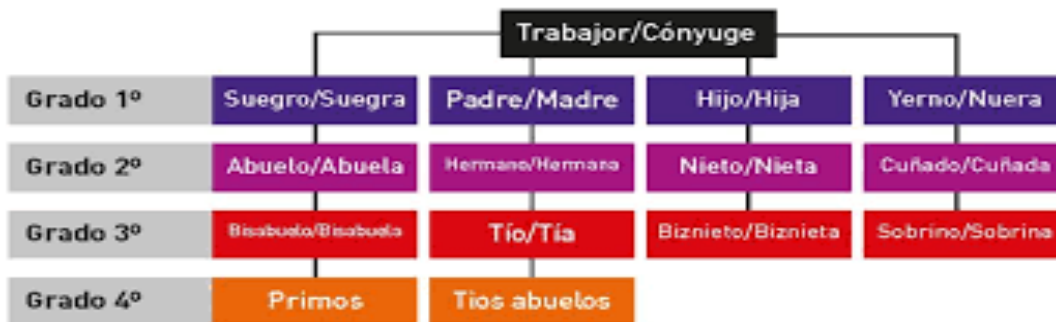 Trabajor/Cónyuge
Grado 1º Suegro/Suegra Padre/Madre Hijo/Hija Yerno/Nuera
Grado 2º Abuelo/Abuela Hermano/Hermana Nieto/Nieta Cuñado/Cuñada
Grado 3º Bisabuelo/Bisabuela Tío/Tía Biznieto/Biznieta Sobrino/Sobrina
Grado 4º Primos Tios abuelos